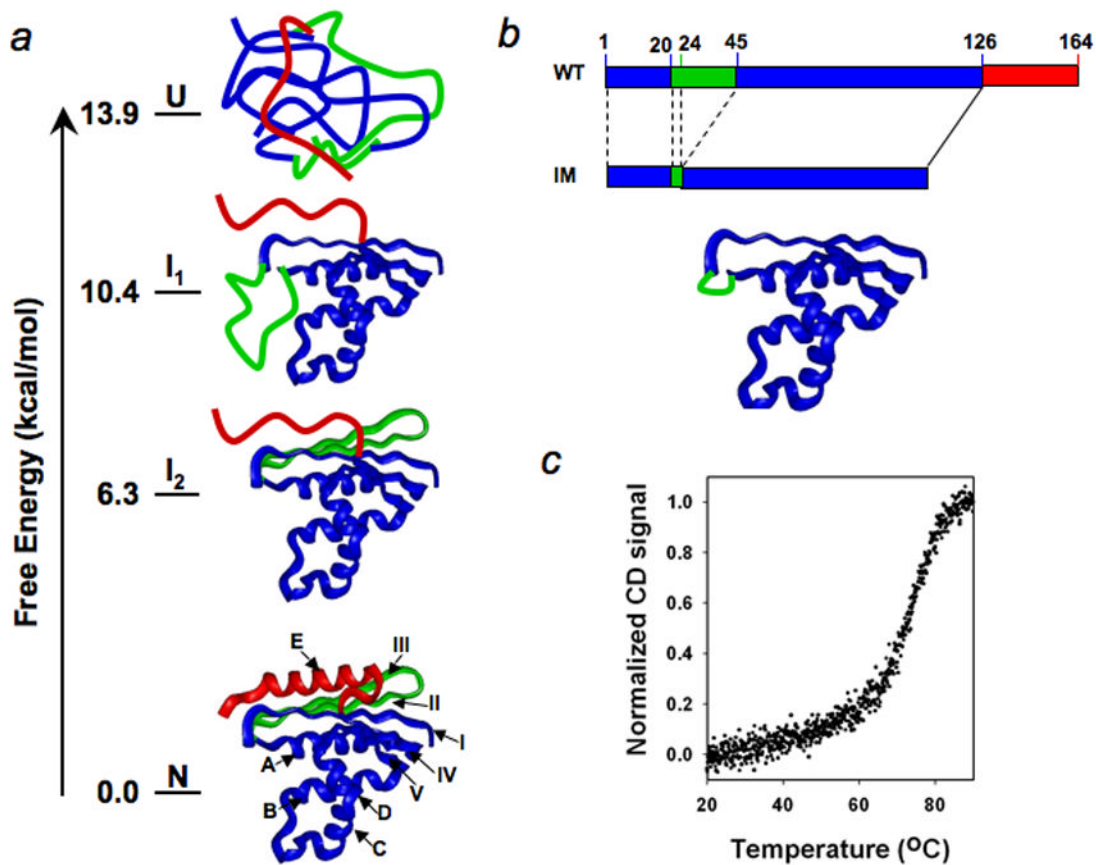 a
Free Energy (kcal/mol)
13.9
U
10.4
I1
6.3
I2
0.0
N
E
III
II
I
IV
V
A
B
D
C
b
1
20
24
45
126
164
WT
IM
c
Normalized CD signal
1.0
0.8
0.6
0.4
0.2
0.0
20
40
60
80
Temperature (ºC)